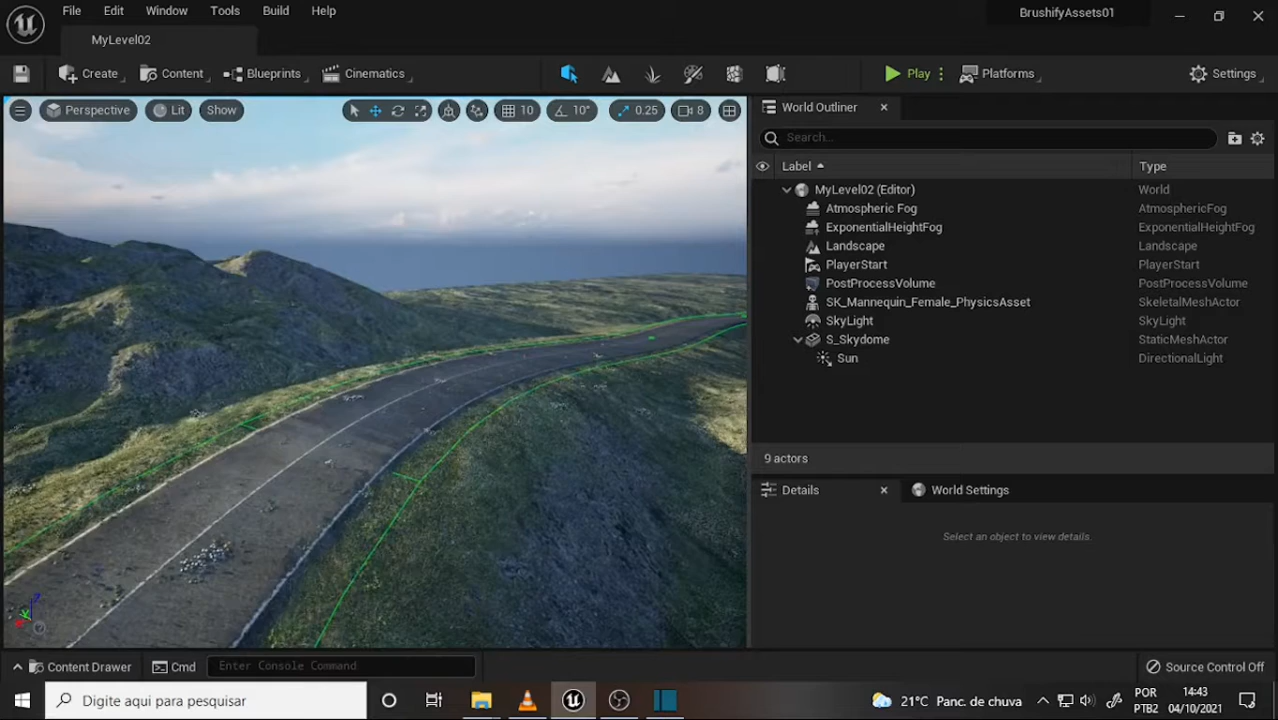 File Edit Window Tools Build Help
BrushifyAssets01
MyLevel02
Create Content Blueprints Cinematics Play Platforms Settings
Perspective Lit Show 10 10° 0.25 8
World Outliner
Search...
Label Type
MyLevel02 (Editor) World
Atmospheric Fog AtmosphericFog
ExponentialHeightFog ExponentialHeightFog
Landscape Landscape
PlayerStart PlayerStart
PostProcessVolume PostProcessVolume
SK_Mannequin_Female_PhysicsAsset SkeletalMeshActor
SkyLight SkyLight
S_Skydome StaticMeshActor
Sun DirectionalLight
9 actors
Details World Settings
Select an object to view details.
Content Drawer Cmd Enter Console Command Source Control Off
Digite aqui para pesquisar
21°C Panc. de chuva
POR
PTB2
14:43
04/10/2021